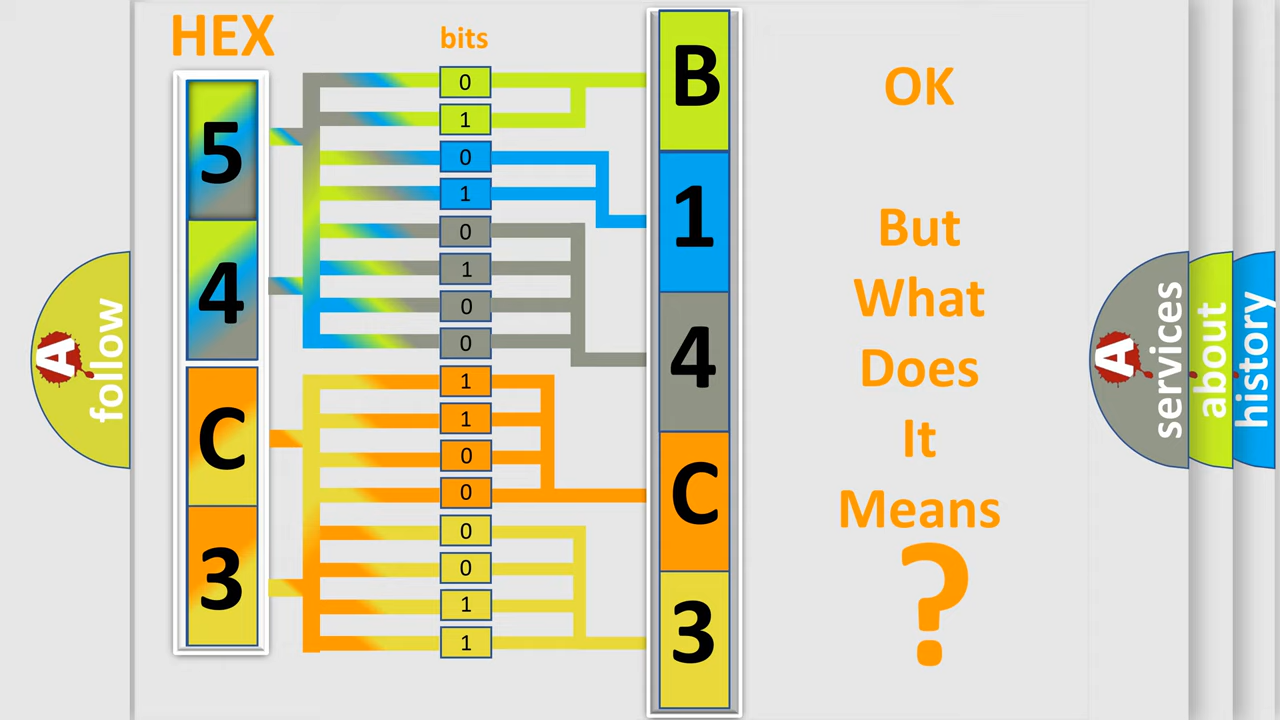 HEX
bits
5
4
C
3
0
1
0
1
0
1
0
0
1
1
0
0
0
0
1
1
B
1
4
C
3
OK
But
What
Does
It
Means
?
A
follow
A
services
about
history